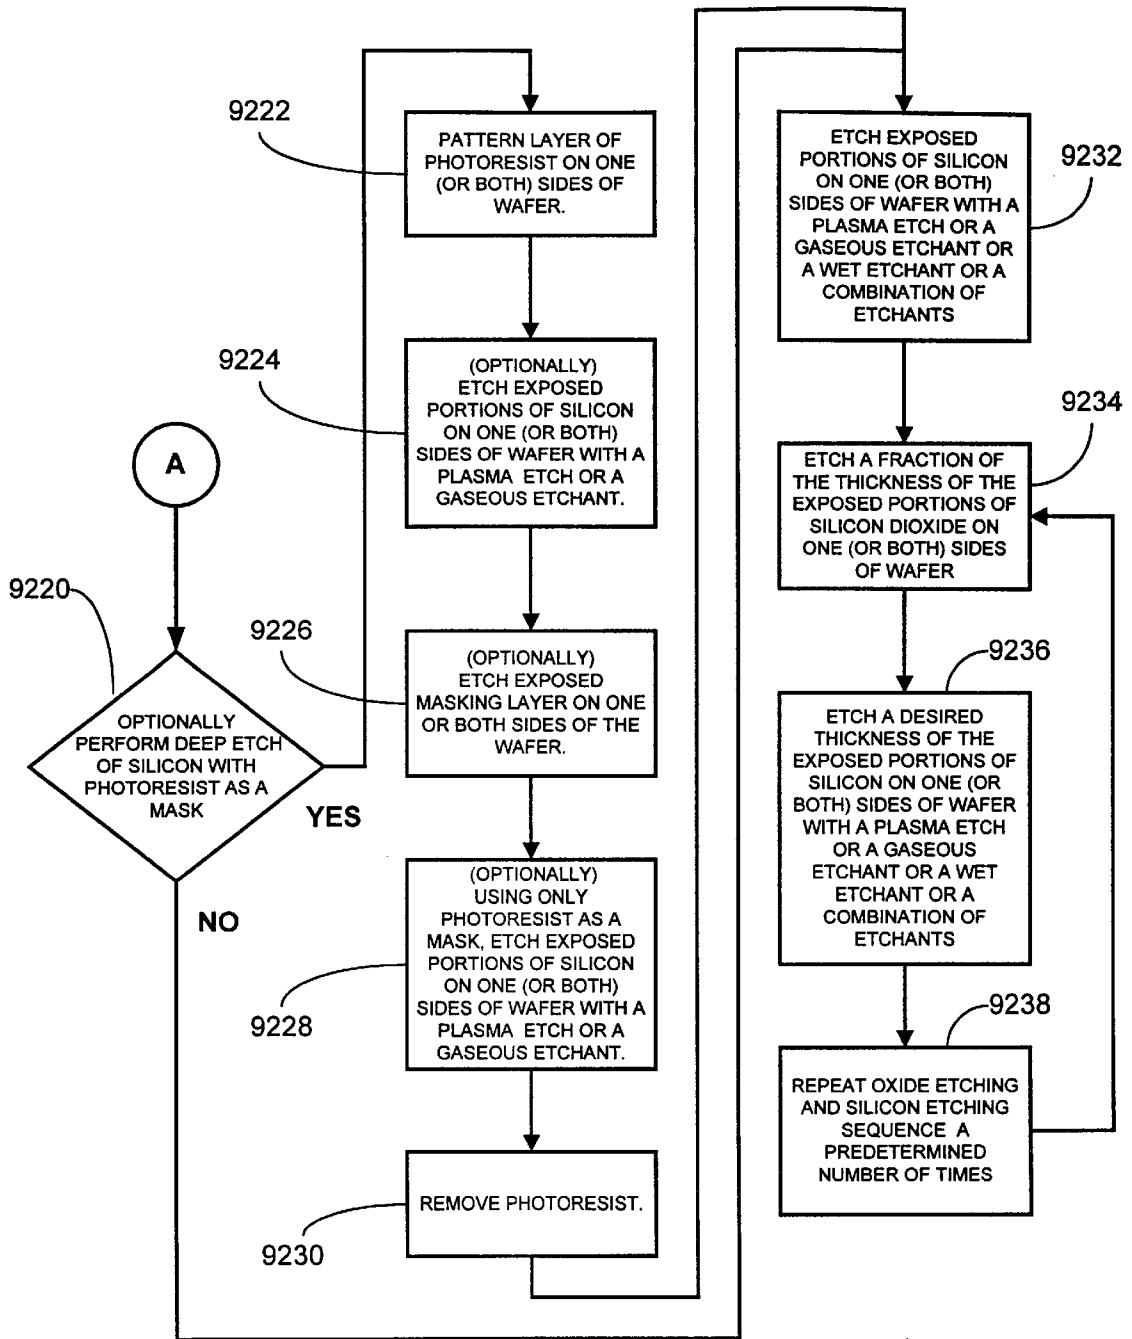 A
9220
OPTIONALLY
PERFORM DEEP ETCH
OF SILICON WITH
PHOTORESIST AS A
MASK
YES
NO
9222
PATTERN LAYER OF
PHOTORESIST ON ONE
(OR BOTH) SIDES OF
WAFER.
9224
(OPTIONALLY)
ETCH EXPOSED
PORTIONS OF SILICON
ON ONE (OR BOTH)
SIDES OF WAFER WITH A
PLASMA ETCH OR A
GASEOUS ETCHANT.
9226
(OPTIONALLY)
ETCH EXPOSED
MASKING LAYER ON ONE
OR BOTH SIDES OF THE
WAFER.
9228
(OPTIONALLY)
USING ONLY
PHOTORESIST AS A
MASK, ETCH EXPOSED
PORTIONS OF SILICON
ON ONE (OR BOTH)
SIDES OF WAFER WITH A
PLASMA ETCH OR A
GASEOUS ETCHANT.
9230
REMOVE PHOTORESIST.
9232
ETCH EXPOSED
PORTIONS OF SILICON
ON ONE (OR BOTH)
SIDES OF WAFER WITH A
PLASMA ETCH OR A
GASEOUS ETCHANT OR
A WET ETCHANT OR A
COMBINATION OF
ETCHANTS
9234
ETCH A FRACTION OF
THE THICKNESS OF THE
EXPOSED PORTIONS OF
SILICON DIOXIDE ON
ONE (OR BOTH) SIDES
OF WAFER
9236
ETCH A DESIRED
THICKNESS OF THE
EXPOSED PORTIONS OF
SILICON ON ONE (OR
BOTH) SIDES OF WAFER
WITH A PLASMA ETCH
OR A GASEOUS
ETCHANT OR A WET
ETCHANT OR A
COMBINATION OF
ETCHANTS
9238
REPEAT OXIDE ETCHING
AND SILICON ETCHING
SEQUENCE A
PREDETERMINED
NUMBER OF TIMES